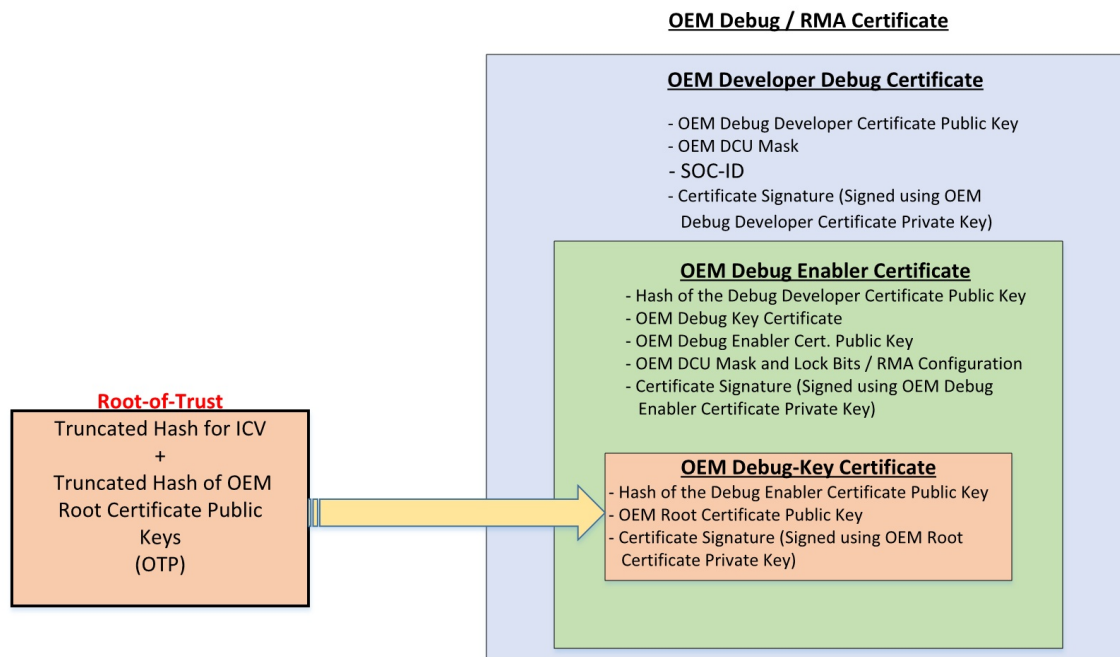 OEM Debug / RMA Certificate
OEM Developer Debug Certificate
- OEM Debug Developer Certificate Public Key
- OEM DCU Mask
- SOC-ID
- Certificate Signature (Signed using OEM
Debug Developer Certificate Private Key)
OEM Debug Enabler Certificate
- Hash of the Debug Developer Certificate Public Key
- OEM Debug Key Certificate
- OEM Debug Enabler Cert. Public Key
- OEM DCU Mask and Lock Bits / RMA Configuration
- Certificate Signature (Signed using OEM Debug
Enabler Certificate Private Key)
Root-of-Trust
Truncated Hash for ICV
+
Truncated Hash of OEM
Root Certificate Public
Keys
(OTP)
OEM Debug-Key Certificate
- Hash of the Debug Enabler Certificate Public Key
- OEM Root Certificate Public Key
- Certificate Signature (Signed using OEM Root
Certificate Private Key)